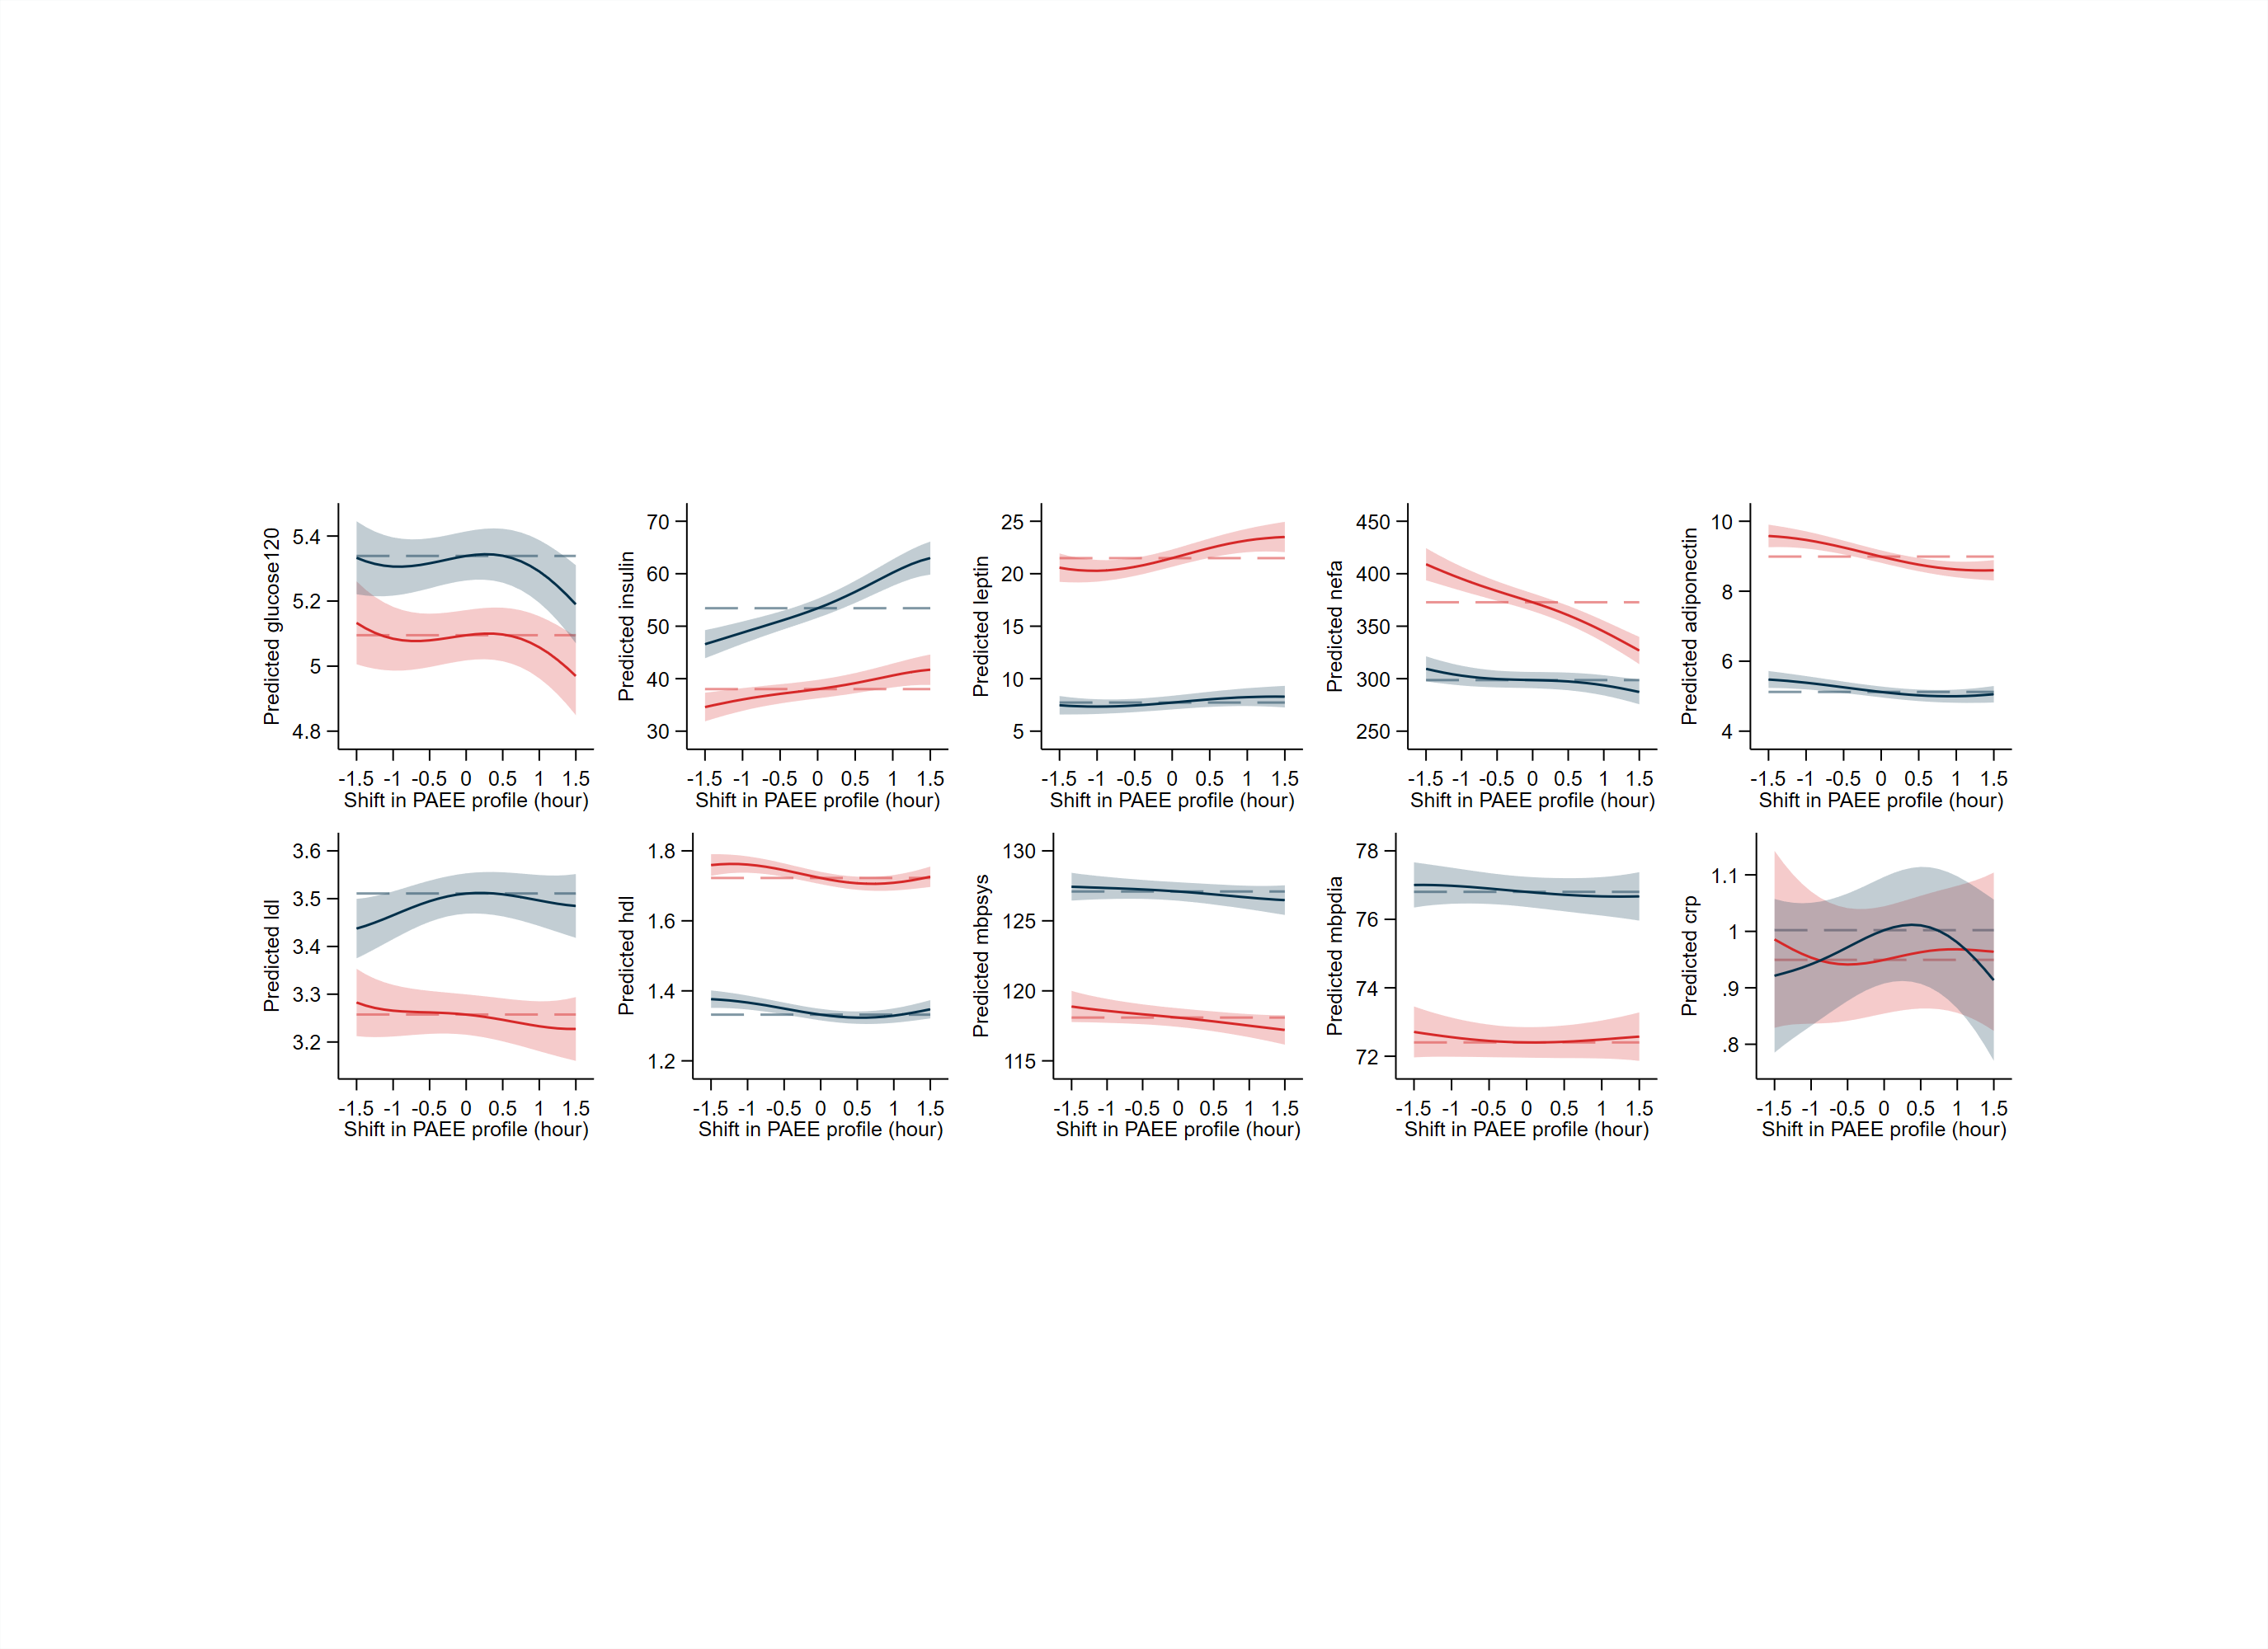 Predicted glucose120
5.4
5.2
5
4.8
-1.5 -1 -0.5 0 0.5 1 1.5
Shift in PAEE profile (hour)
Predicted insulin
70
60
50
40
30
-1.5 -1 -0.5 0 0.5 1 1.5
Shift in PAEE profile (hour)
Predicted leptin
25
20
15
10
5
-1.5 -1 -0.5 0 0.5 1 1.5
Shift in PAEE profile (hour)
Predicted nefa
450
400
350
300
250
-1.5 -1 -0.5 0 0.5 1 1.5
Shift in PAEE profile (hour)
Predicted adiponectin
10
8
6
4
-1.5 -1 -0.5 0 0.5 1 1.5
Shift in PAEE profile (hour)
Predicted ldl
3.6
3.5
3.4
3.3
3.2
-1.5 -1 -0.5 0 0.5 1 1.5
Shift in PAEE profile (hour)
Predicted hdl
1.8
1.6
1.4
1.2
-1.5 -1 -0.5 0 0.5 1 1.5
Shift in PAEE profile (hour)
Predicted mbpsys
130
125
120
115
-1.5 -1 -0.5 0 0.5 1 1.5
Shift in PAEE profile (hour)
Predicted mbpdia
78
76
74
72
-1.5 -1 -0.5 0 0.5 1 1.5
Shift in PAEE profile (hour)
Predicted crp
1.1
1
.9
.8
-1.5 -1 -0.5 0 0.5 1 1.5
Shift in PAEE profile (hour)